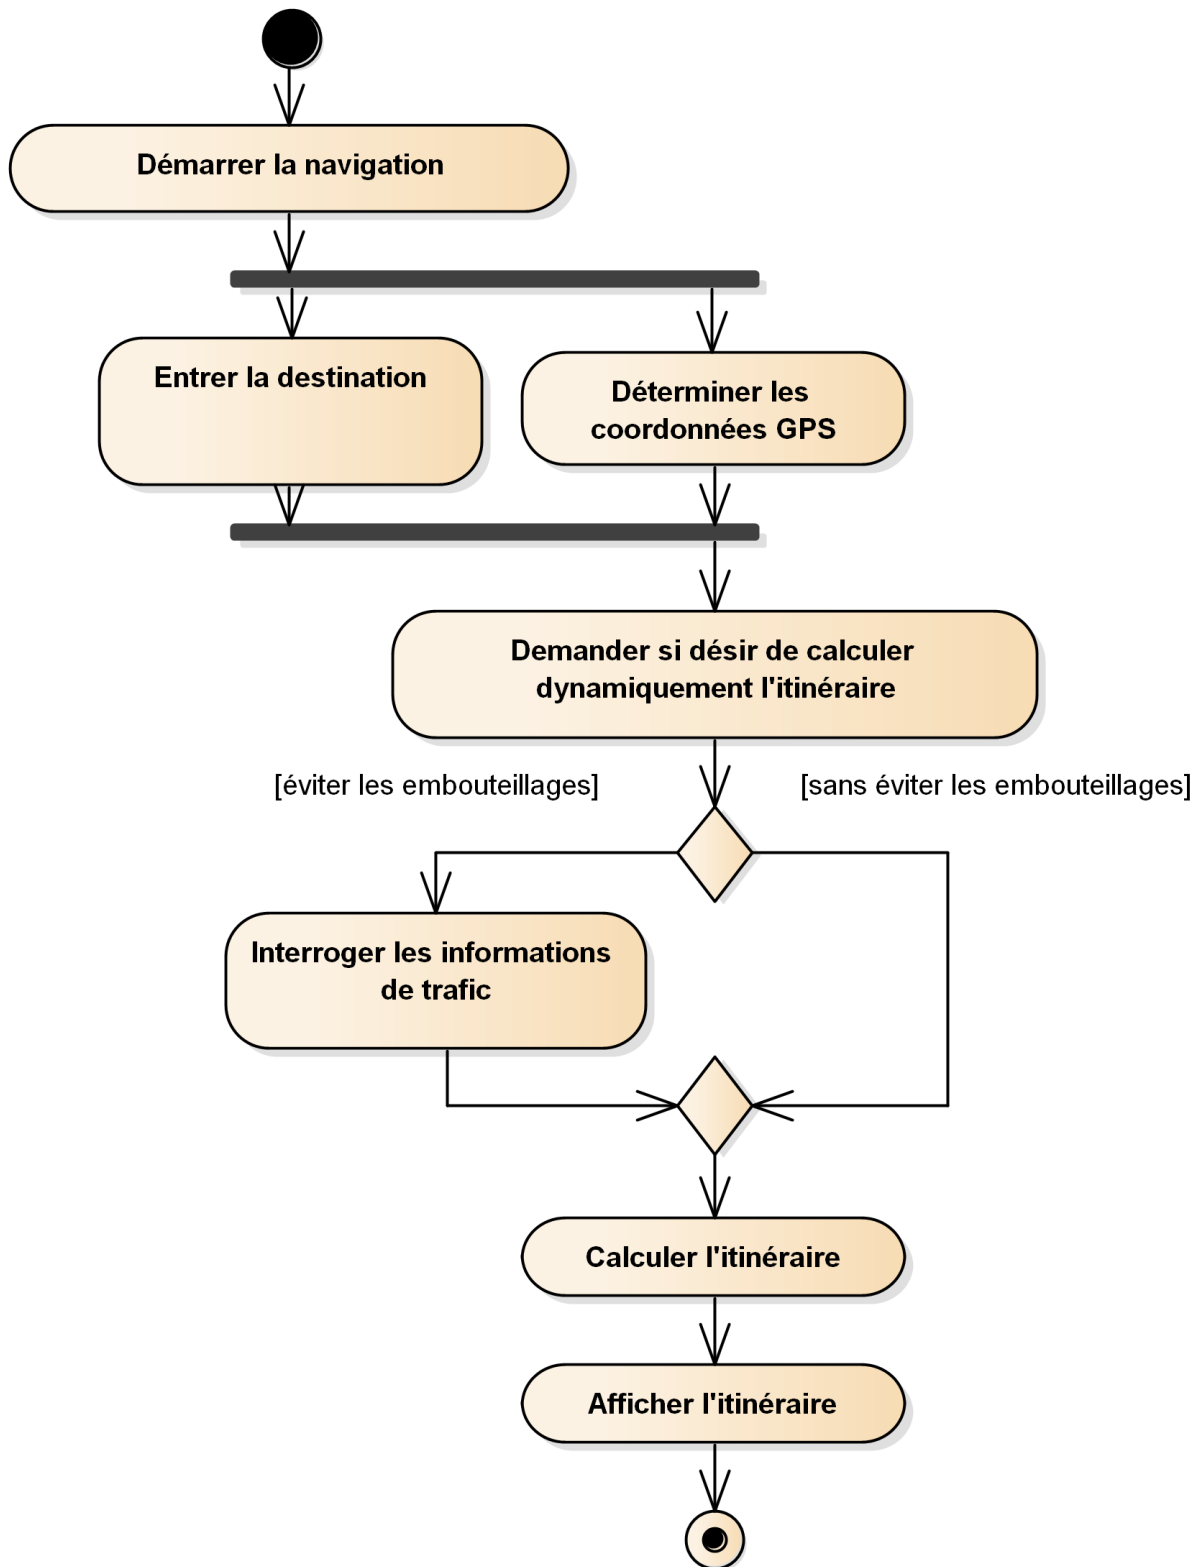 Démarrer la navigation
Entrer la destination
Déterminer les
coordonnées GPS
Demander si désir de calculer
dynamiquement l'itinéraire
[éviter les embouteillages]
[sans éviter les embouteillages]
Interroger les informations
de trafic
Calculer l'itinéraire
Afficher l'itinéraire